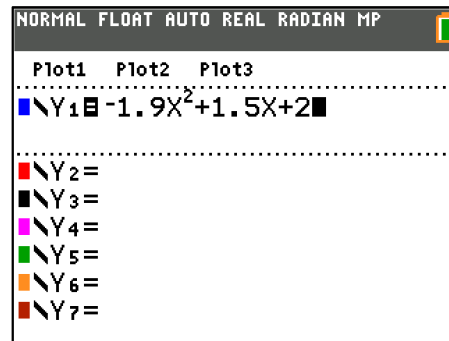 NORMAL FLOAT AUTO REAL RADIAN MP
Plot1 Plot2 Plot3
\Y₁=-1.9X²+1.5X+2
\Y₂=
\Y₃=
\Y₄=
\Y₅=
\Y₆=
\Y₇=